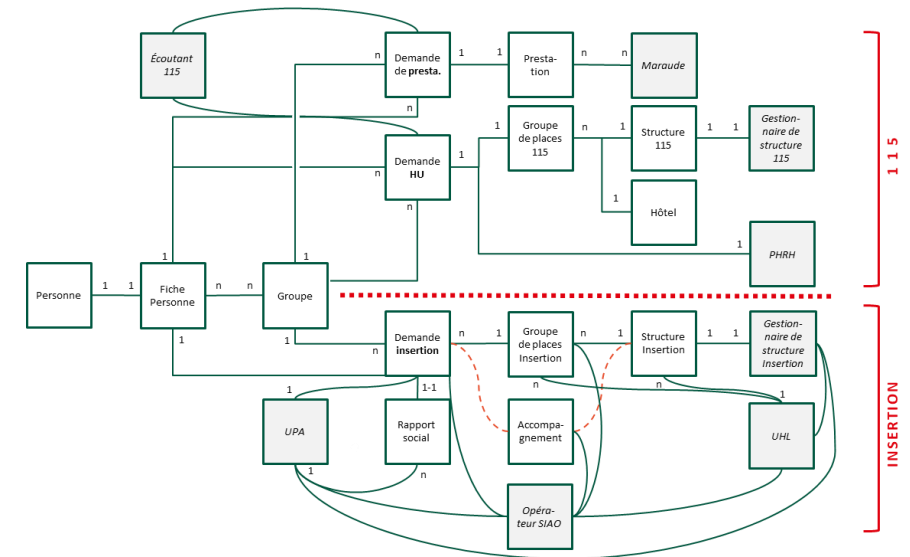 Écoutant
115
n
Demande
de presta.
1
1
Presta-
tion
n
n
Maraude
n
n
Demande
HU
n
n
1
1
Groupe
de places
115
n
1
Structure
115
1
1
Gestion-
naire de
structure
115
1
Hôtel
1
PHRH
115
Personne
1
1
Fiche
Personne
1
n
n
Groupe
1
1
1
n
Demande
insertion
n
1
Groupe
de places
Insertion
n
n
1
Structure
Insertion
n
1
1
Gestion-
naire de
structure
Insertion
1
UPA
1
1-1
Rapport
social
n
Accompa-
gnement
1
UHL
Opéra-
teur SIAO
INSERTION